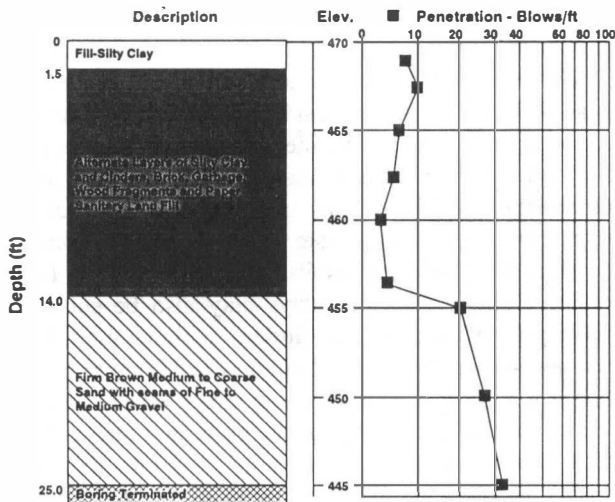 Description
Elev.
Penetration - Blows/ft
0 10 20 30 40 60 80 100
Depth (ft)
0
1.5
14.0
25.0
Fill-Silty Clay
Alternate Layers of Silty Clay
and Cinders, Brick, Garbage,
Wood Fragments and Paper
Sanitary Land Fill
Firm Brown Medium to Coarse
Sand with seams of Fine to
Medium Gravel
Boring Terminated
470
465
460
455
450
445